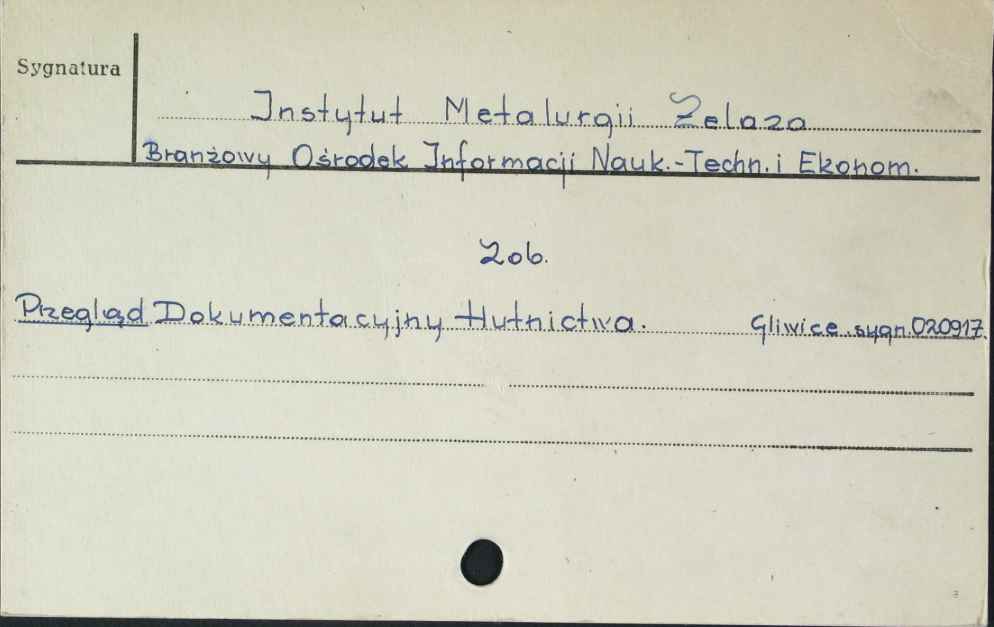 Sygnatura
Instytut Metalurgii Żelaza
Branżowy Ośrodek Informacji Nauk.-Techn. i Ekonom.
Zob.
Przegląd Dokumentacyjny Hutnictwa. Gliwice sygn. 020917.